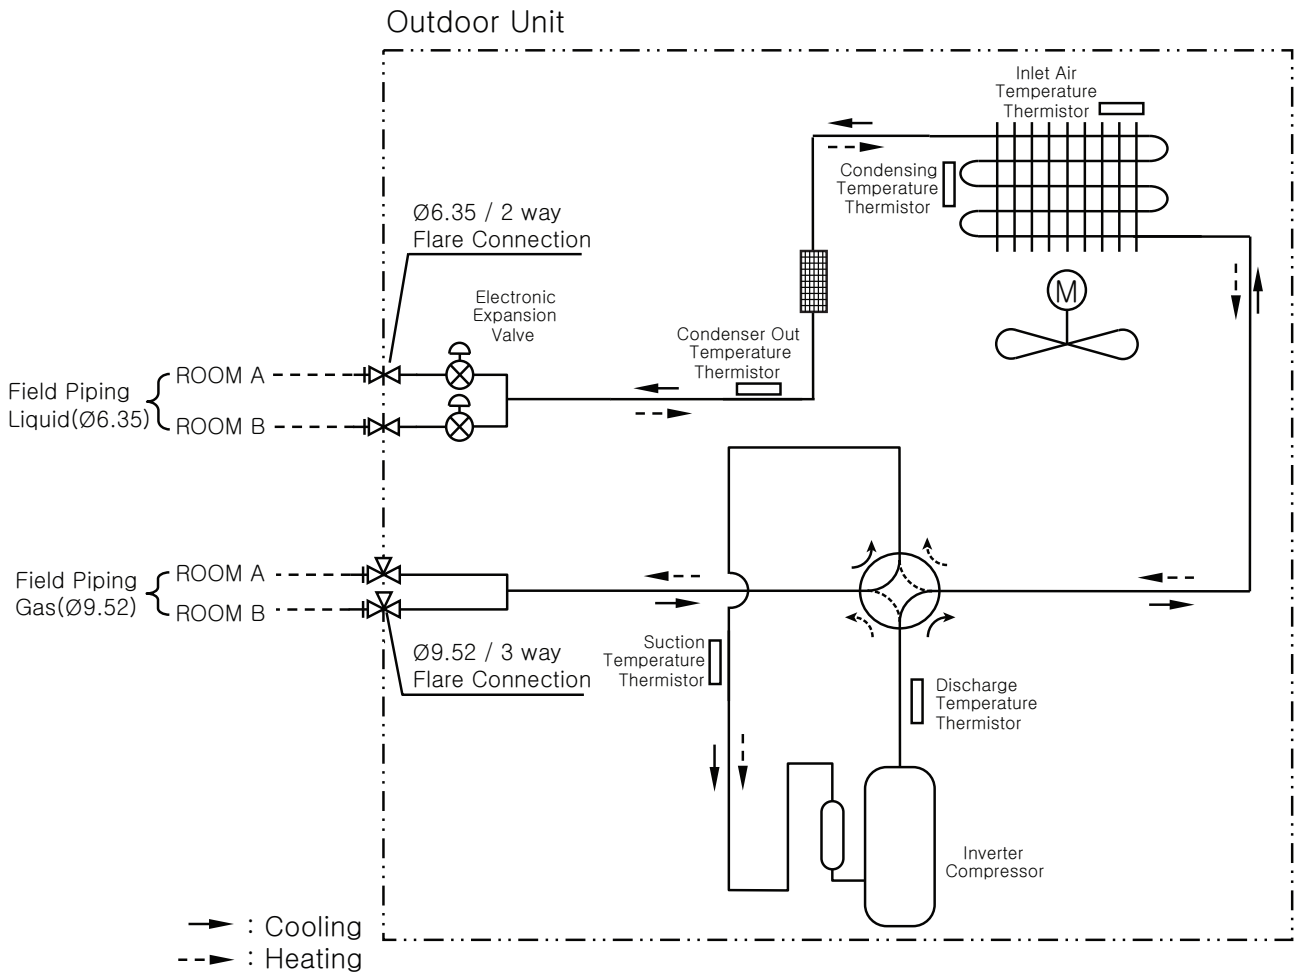 Outdoor Unit
Inlet Air
Temperature
Thermistor
Condensing
Temperature
Thermistor
Ø6.35 / 2 way
Flare Connection
M
Electronic
Expansion
Valve
Condenser Out
Temperature
Thermistor
Field Piping
Liquid(Ø6.35)
ROOM A
ROOM B
Field Piping
Gas(Ø9.52)
ROOM A
ROOM B
Ø9.52 / 3 way
Flare Connection
Suction
Temperature
Thermistor
Discharge
Temperature
Thermistor
Inverter
Compressor
: Cooling
: Heating